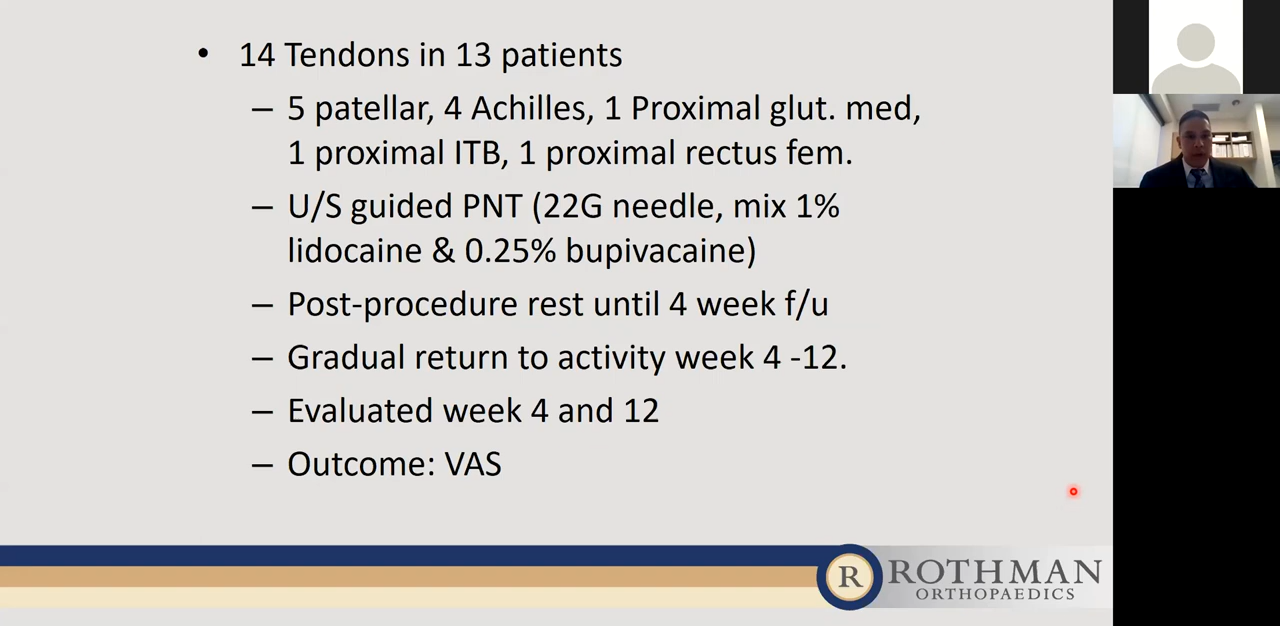 • 14 Tendons in 13 patients
– 5 patellar, 4 Achilles, 1 Proximal glut. med,
1 proximal ITB, 1 proximal rectus fem.
– U/S guided PNT (22G needle, mix 1%
lidocaine & 0.25% bupivacaine)
– Post-procedure rest until 4 week f/u
– Gradual return to activity week 4 -12.
– Evaluated week 4 and 12
– Outcome: VAS
R ROTHMAN
ORTHOPAEDICS